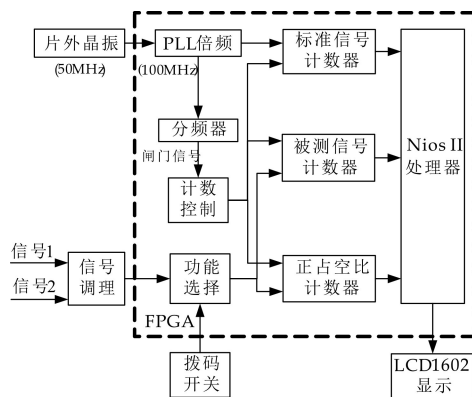 片外晶振
(50MHz)
PLL倍频
(100MHz)
标准信号
计数器
分频器
闸门信号
计数
控制
被测信号
计数器
Nios II
处理器
信号1
信号2
信号
调理
功能
选择
正占空比
计数器
FPGA
拨码
开关
LCD1602
显示